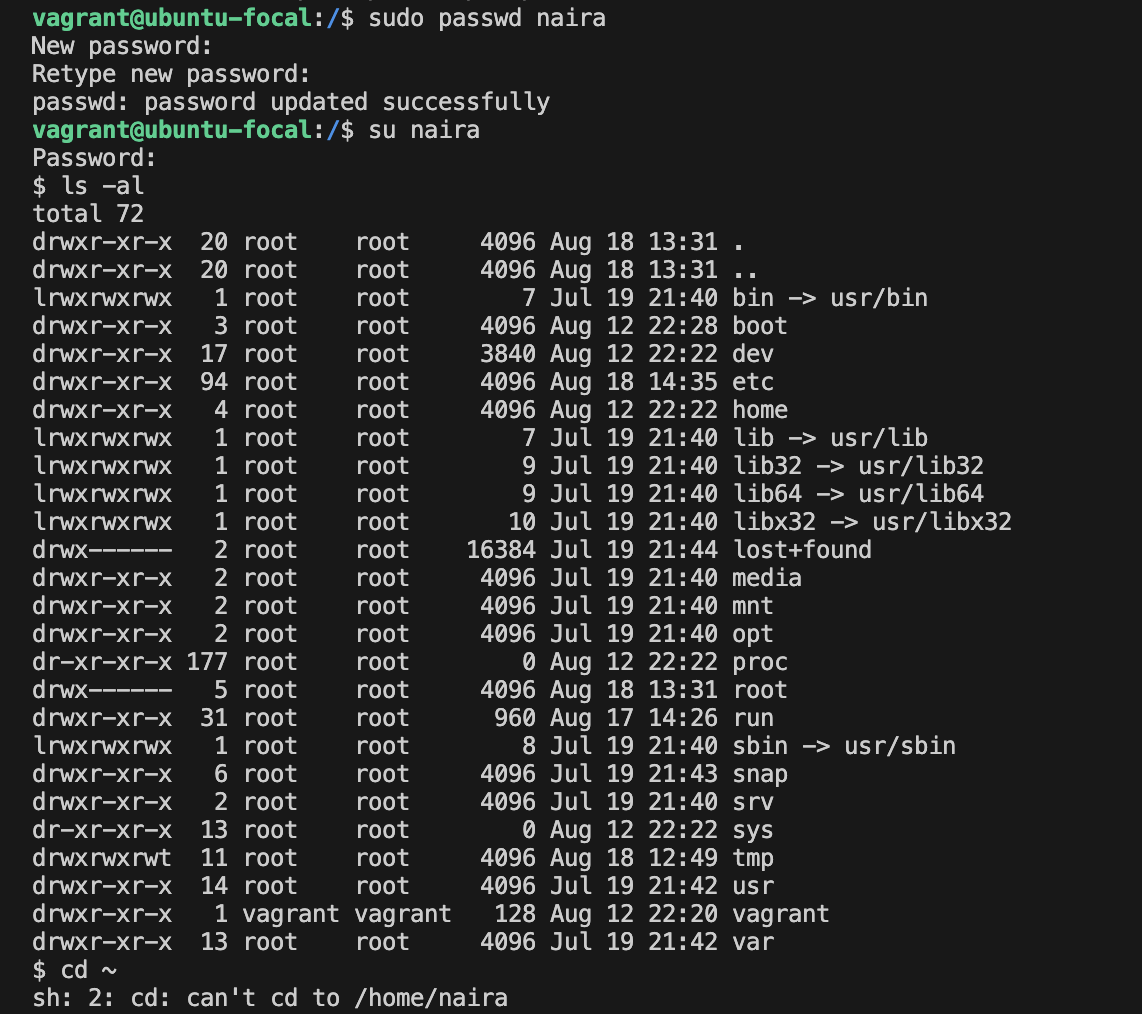 vagrant@ubuntu-focal:/$ sudo passwd naira
New password:
Retype new password:
passwd: password updated successfully
vagrant@ubuntu-focal:/$ su naira
Password:
$ ls -al
total 72
drwxr-xr-x  20 root    root     4096 Aug 18 13:31 .
drwxr-xr-x  20 root    root     4096 Aug 18 13:31 ..
lrwxrwxrwx   1 root    root        7 Jul 19 21:40 bin -> usr/bin
drwxr-xr-x   3 root    root     4096 Aug 12 22:28 boot
drwxr-xr-x  17 root    root     3840 Aug 12 22:22 dev
drwxr-xr-x  94 root    root     4096 Aug 18 14:35 etc
drwxr-xr-x   4 root    root     4096 Aug 12 22:22 home
lrwxrwxrwx   1 root    root        7 Jul 19 21:40 lib -> usr/lib
lrwxrwxrwx   1 root    root        9 Jul 19 21:40 lib32 -> usr/lib32
lrwxrwxrwx   1 root    root        9 Jul 19 21:40 lib64 -> usr/lib64
lrwxrwxrwx   1 root    root       10 Jul 19 21:40 libx32 -> usr/libx32
drwx------   2 root    root    16384 Jul 19 21:44 lost+found
drwxr-xr-x   2 root    root     4096 Jul 19 21:40 media
drwxr-xr-x   2 root    root     4096 Jul 19 21:40 mnt
drwxr-xr-x   2 root    root     4096 Jul 19 21:40 opt
dr-xr-xr-x 177 root    root        0 Aug 12 22:22 proc
drwx------   5 root    root     4096 Aug 18 13:31 root
drwxr-xr-x  31 root    root      960 Aug 17 14:26 run
lrwxrwxrwx   1 root    root        8 Jul 19 21:40 sbin -> usr/sbin
drwxr-xr-x   6 root    root     4096 Jul 19 21:43 snap
drwxr-xr-x   2 root    root     4096 Jul 19 21:40 srv
dr-xr-xr-x  13 root    root        0 Aug 12 22:22 sys
drwxrwxrwt  11 root    root     4096 Aug 18 12:49 tmp
drwxr-xr-x  14 root    root     4096 Jul 19 21:42 usr
drwxr-xr-x   1 vagrant vagrant   128 Aug 12 22:20 vagrant
drwxr-xr-x  13 root    root     4096 Jul 19 21:42 var
$ cd ~
sh: 2: cd: can't cd to /home/naira